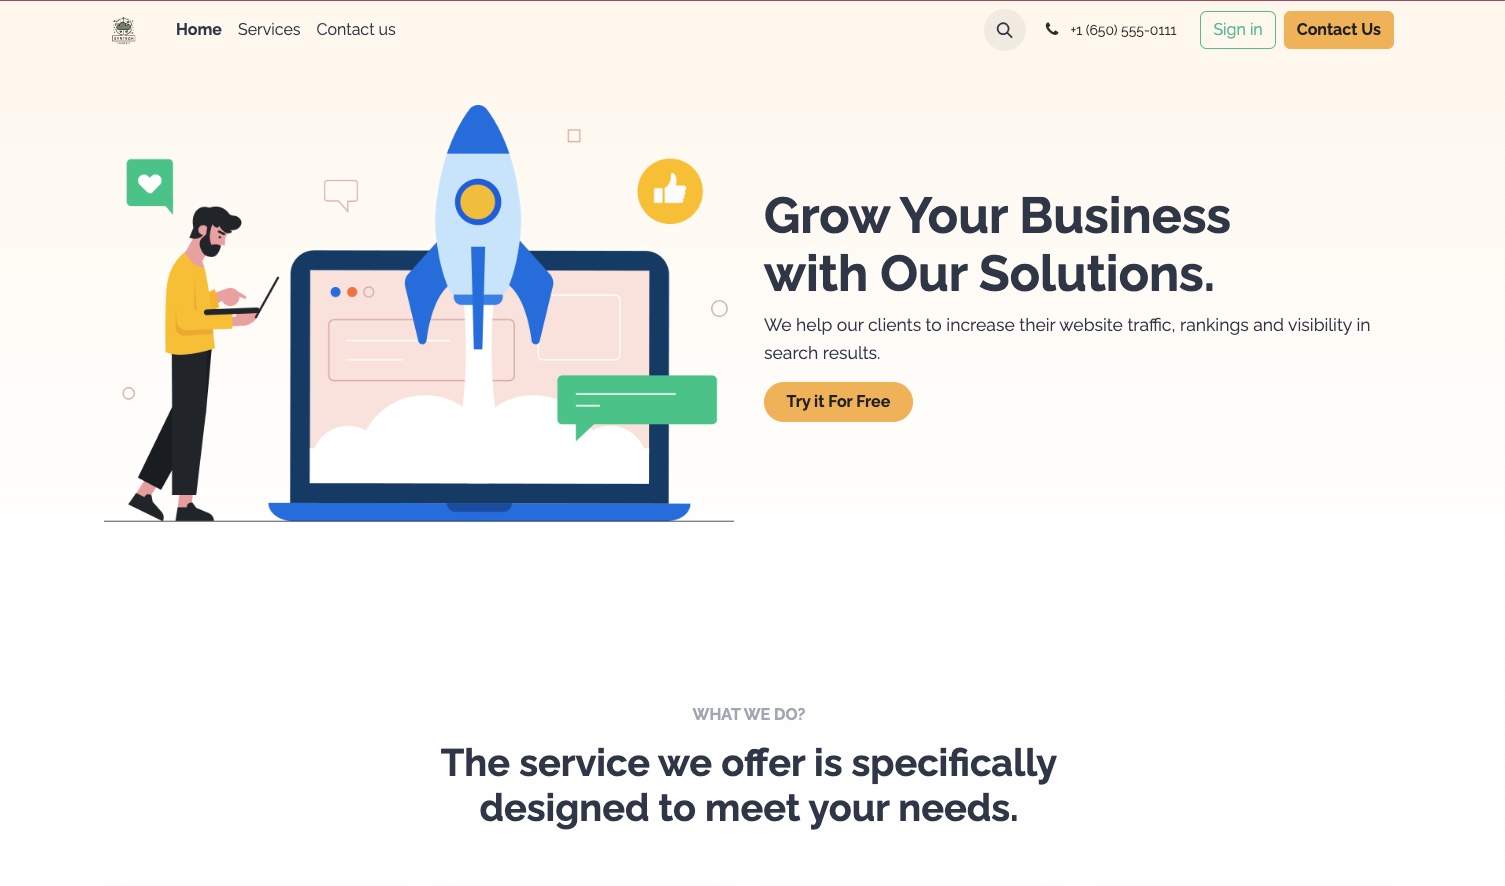 Home Services Contact us
+1 (650) 555-0111
Sign in
Contact Us
Grow Your Business
with Our Solutions.
We help our clients to increase their website traffic, rankings and visibility in
search results.
Try it For Free
WHAT WE DO?
The service we offer is specifically
designed to meet your needs.